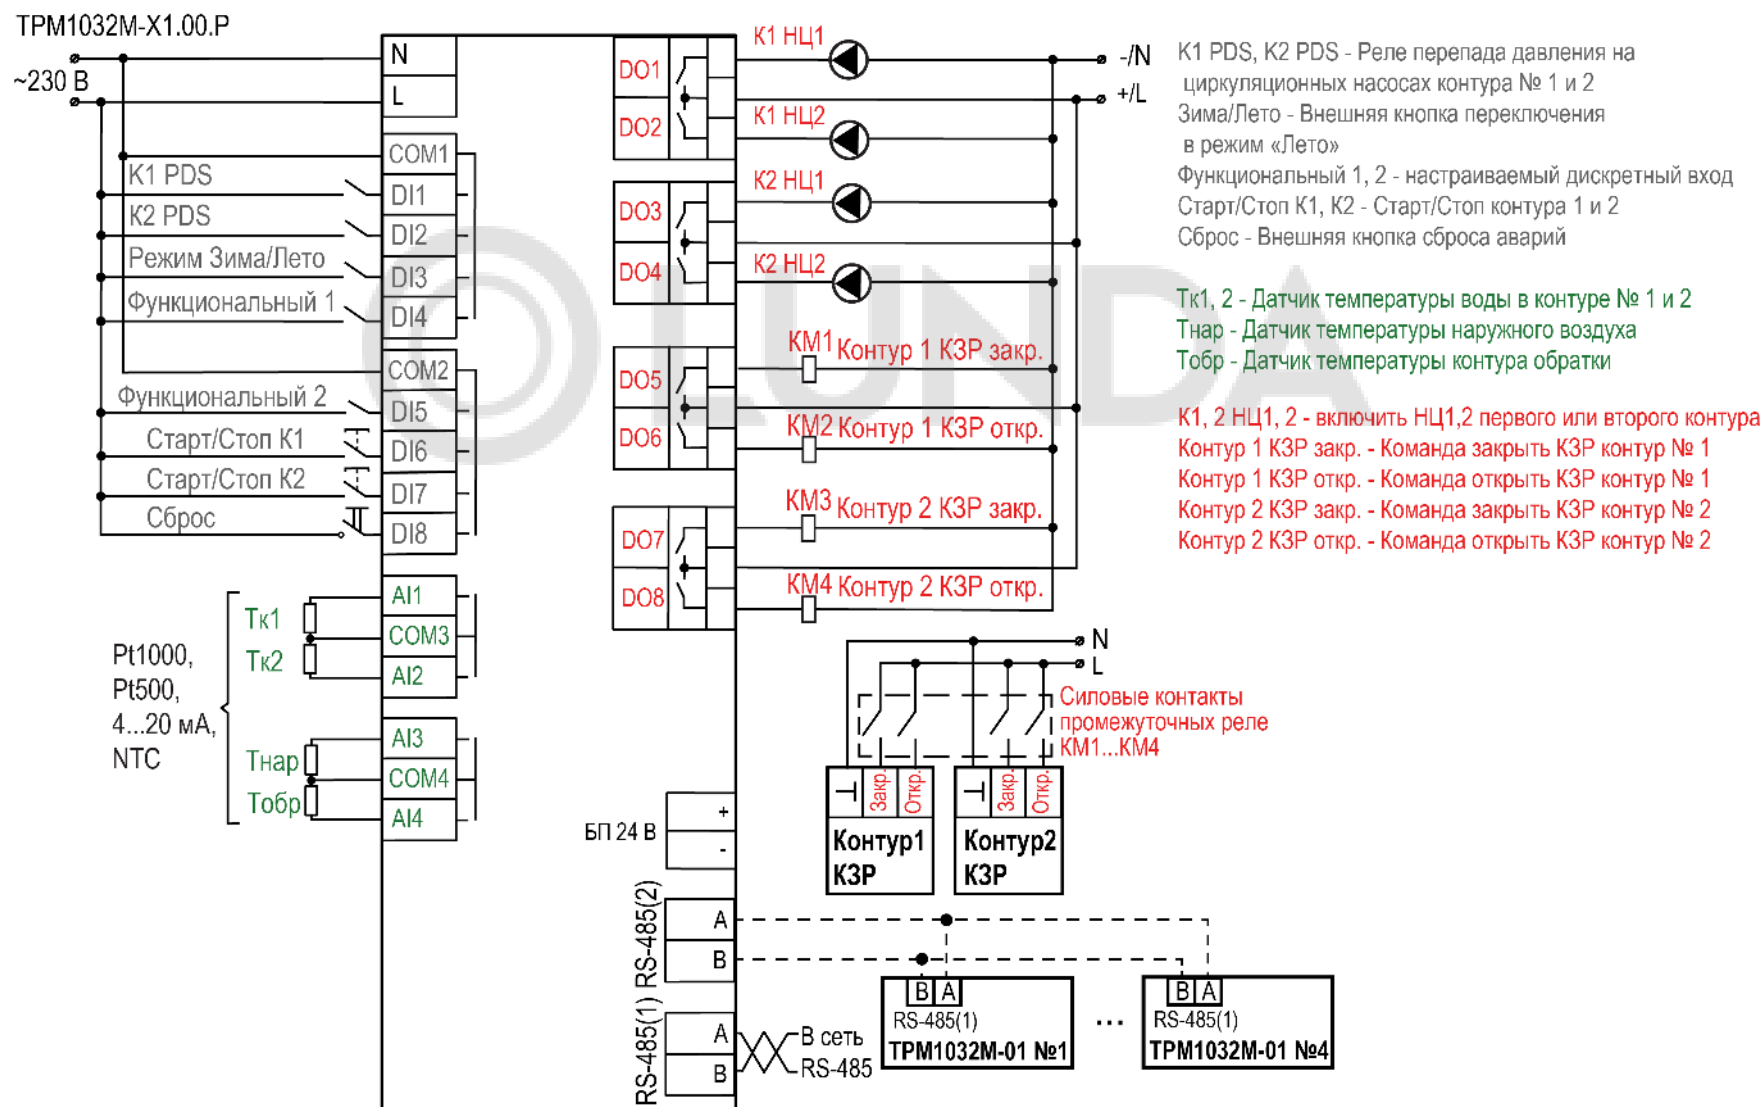 ТРМ1032М-Х1.00.Р
~230 В
N
L
COM1
K1 PDS
DI1
K2 PDS
DI2
Режим Зима/Лето
DI3
Функциональный 1
DI4
COM2
Функциональный 2
DI5
Старт/Стоп К1
DI6
Старт/Стоп К2
DI7
Сброс
DI8
Pt1000,
Pt500,
4...20 мА,
NTC
Тк1
Тк2
Тнар
Тобр
AI1
COM3
AI2
AI3
COM4
AI4
DO1
DO2
DO3
DO4
DO5
DO6
DO7
DO8
К1 НЦ1
К1 НЦ2
К2 НЦ1
К2 НЦ2
КМ1 Контур 1 КЗР закр.
КМ2 Контур 1 КЗР откр.
КМ3 Контур 2 КЗР закр.
КМ4 Контур 2 КЗР откр.
-/N
+/L
N
L
Силовые контакты
промежуточных реле
КМ1...КМ4
Закр.
Откр.
Закр.
Откр.
Контур1
КЗР
Контур2
КЗР
БП 24 В
+
-
RS-485(2)
A
B
RS-485(1)
A
B
В сеть
RS-485
B A
RS-485(1)
ТРМ1032М-01 №1
...
B A
RS-485(1)
ТРМ1032М-01 №4
K1 PDS, K2 PDS - Реле перепада давления на
циркуляционных насосах контура № 1 и 2
Зима/Лето - Внешняя кнопка переключения
в режим «Лето»
Функциональный 1, 2 - настраиваемый дискретный вход
Старт/Стоп К1, К2 - Старт/Стоп контура 1 и 2
Сброс - Внешняя кнопка сброса аварий
Тк1, 2 - Датчик температуры воды в контуре № 1 и 2
Тнар - Датчик температуры наружного воздуха
Тобр - Датчик температуры контура обратки
К1, 2 НЦ1, 2 - включить НЦ1,2 первого или второго контура
Контур 1 КЗР закр. - Команда закрыть КЗР контур № 1
Контур 1 КЗР откр. - Команда открыть КЗР контур № 1
Контур 2 КЗР закр. - Команда закрыть КЗР контур № 2
Контур 2 КЗР откр. - Команда открыть КЗР контур № 2
LUNDA